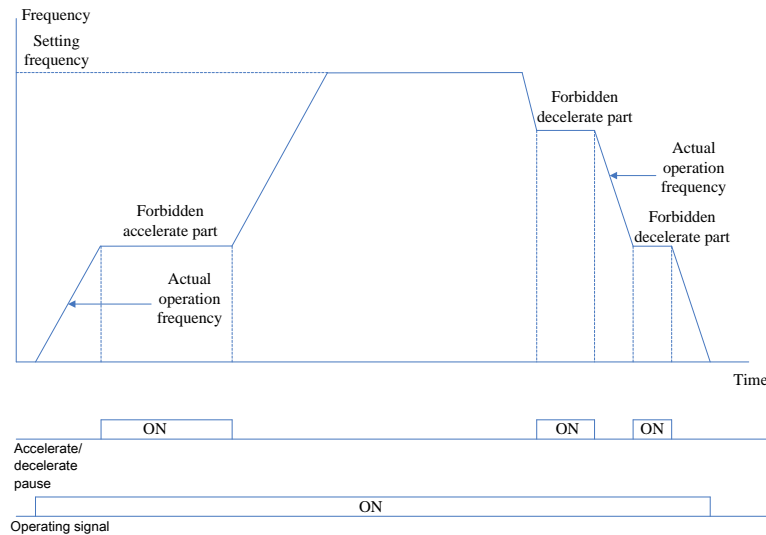 Frequency
Setting
frequency
Forbidden
decelerate part
Actual
operation
frequency
Forbidden
accelerate part
Forbidden
decelerate part
Actual
operation
frequency
Time
ON
ON
ON
Accelerate/
decelerate
pause
ON
Operating signal